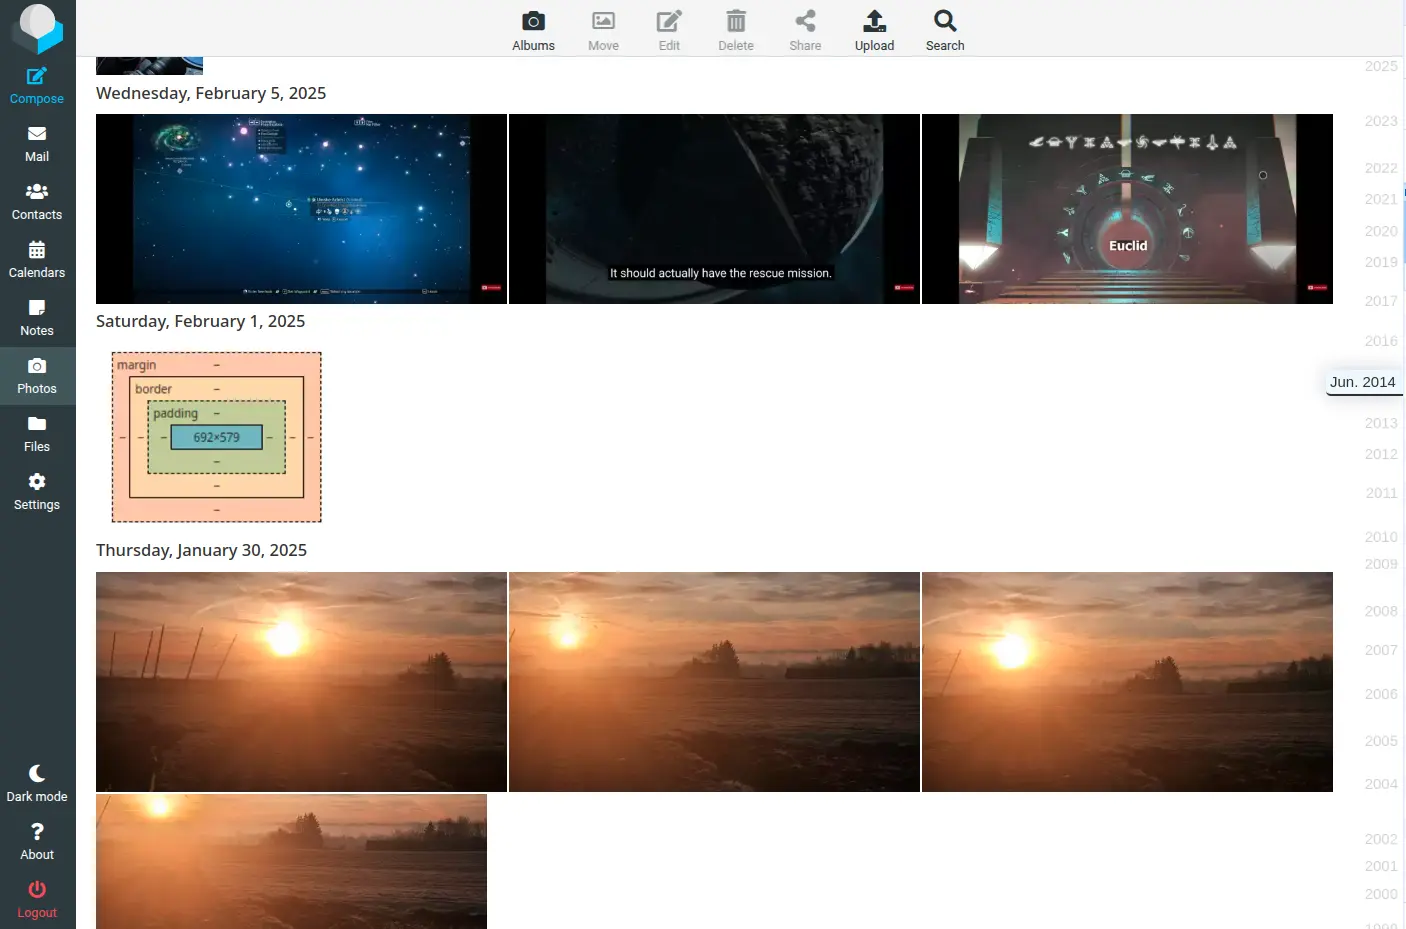 Albums
Move
Edit
Delete
Share
Upload
Search
Compose
Mail
Contacts
Calendars
Notes
Photos
Files
Settings
Dark mode
About
Logout
Wednesday, February 5, 2025
It should actually have the rescue mission.
Euclid
Saturday, February 1, 2025
margin
–
border
–
padding
–
– – – 692×579 – – –
–
–
–
Thursday, January 30, 2025
2025
2023
2022
2021
2020
2019
2017
2016
Jun. 2014
2013
2012
2011
2010
2009
2008
2007
2006
2005
2004
2002
2001
2000